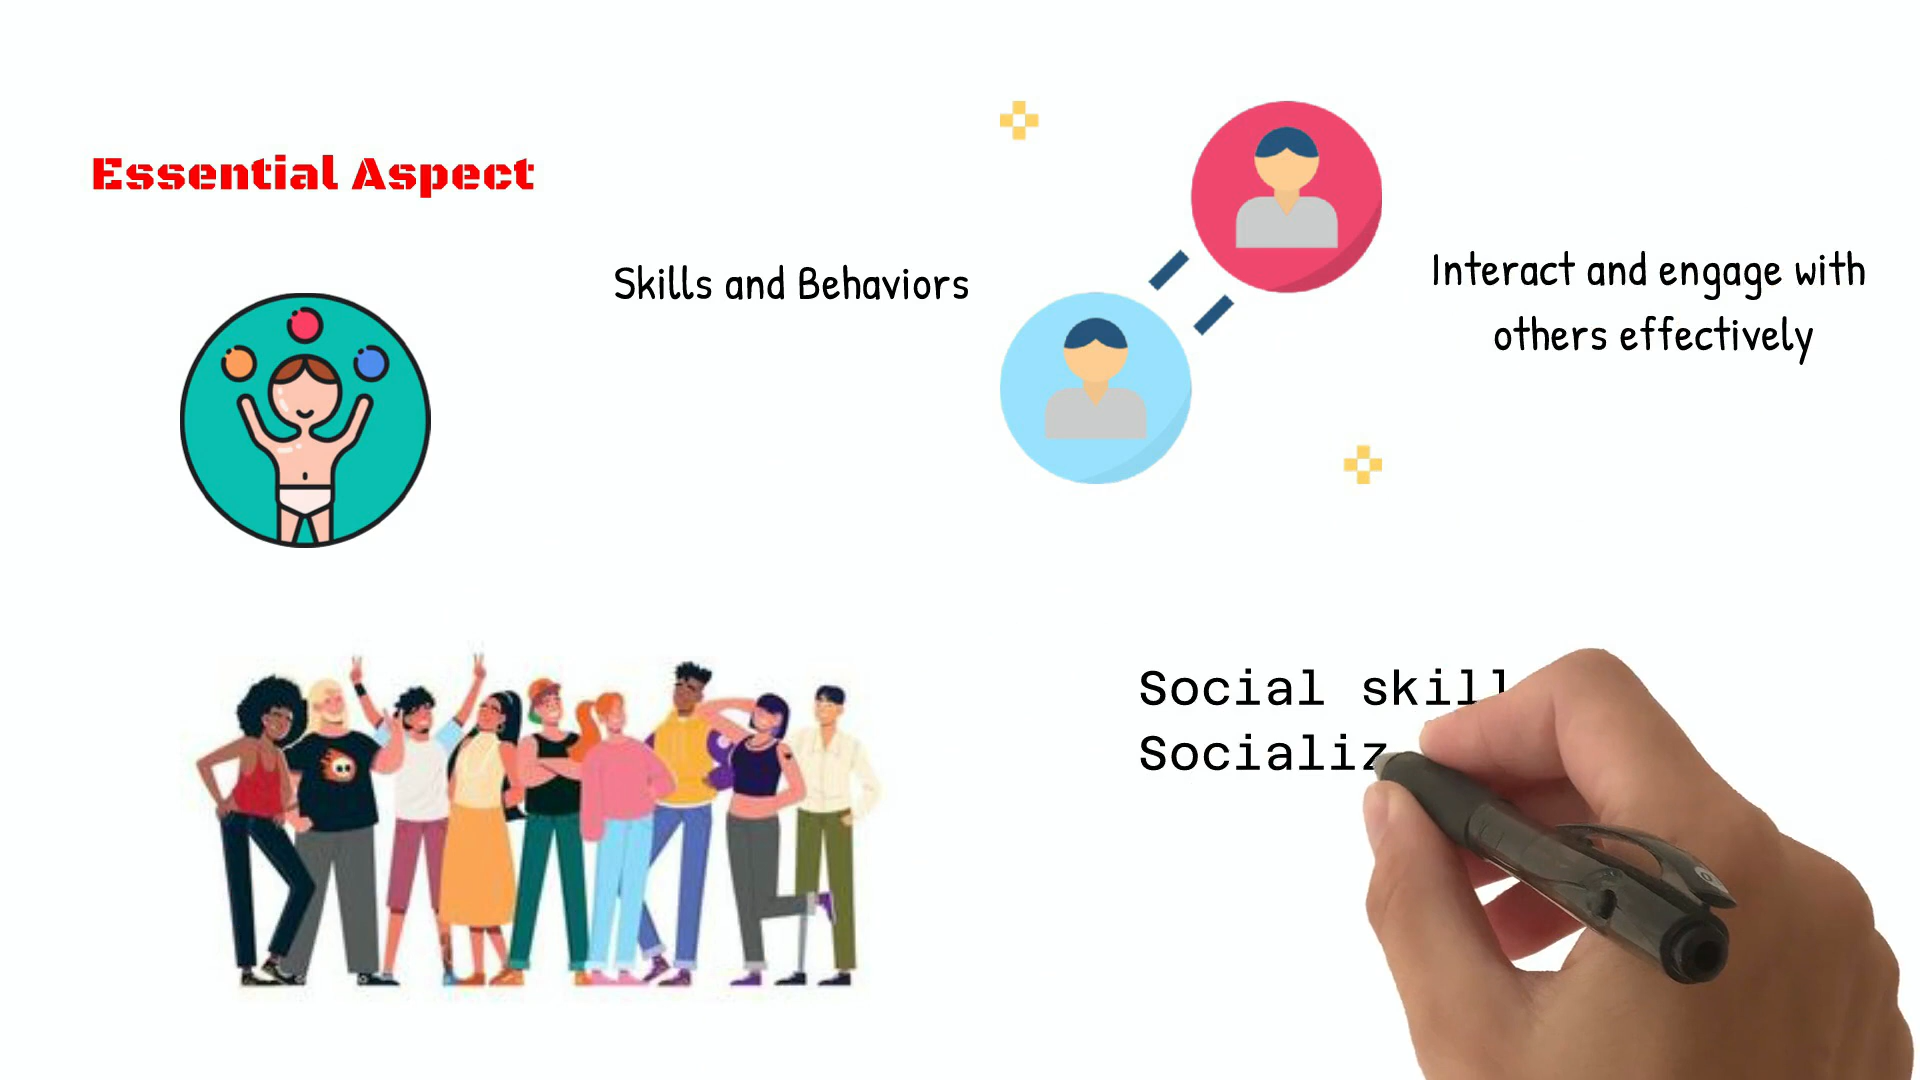 Essential Aspect
Skills and Behaviors
Interact and engage with
others effectively
Social skill
Socializ